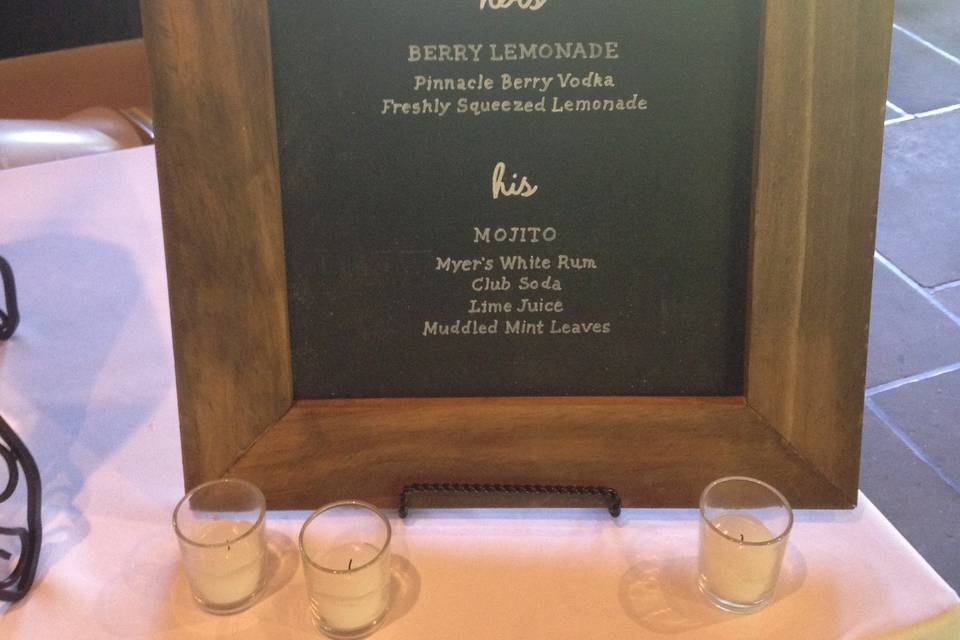 hers
BERRY LEMONADE
Pinnacle Berry Vodka
Freshly Squeezed Lemonade
his
MOJITO
Myer's White Rum
Club Soda
Lime Juice
Muddled Mint Leaves